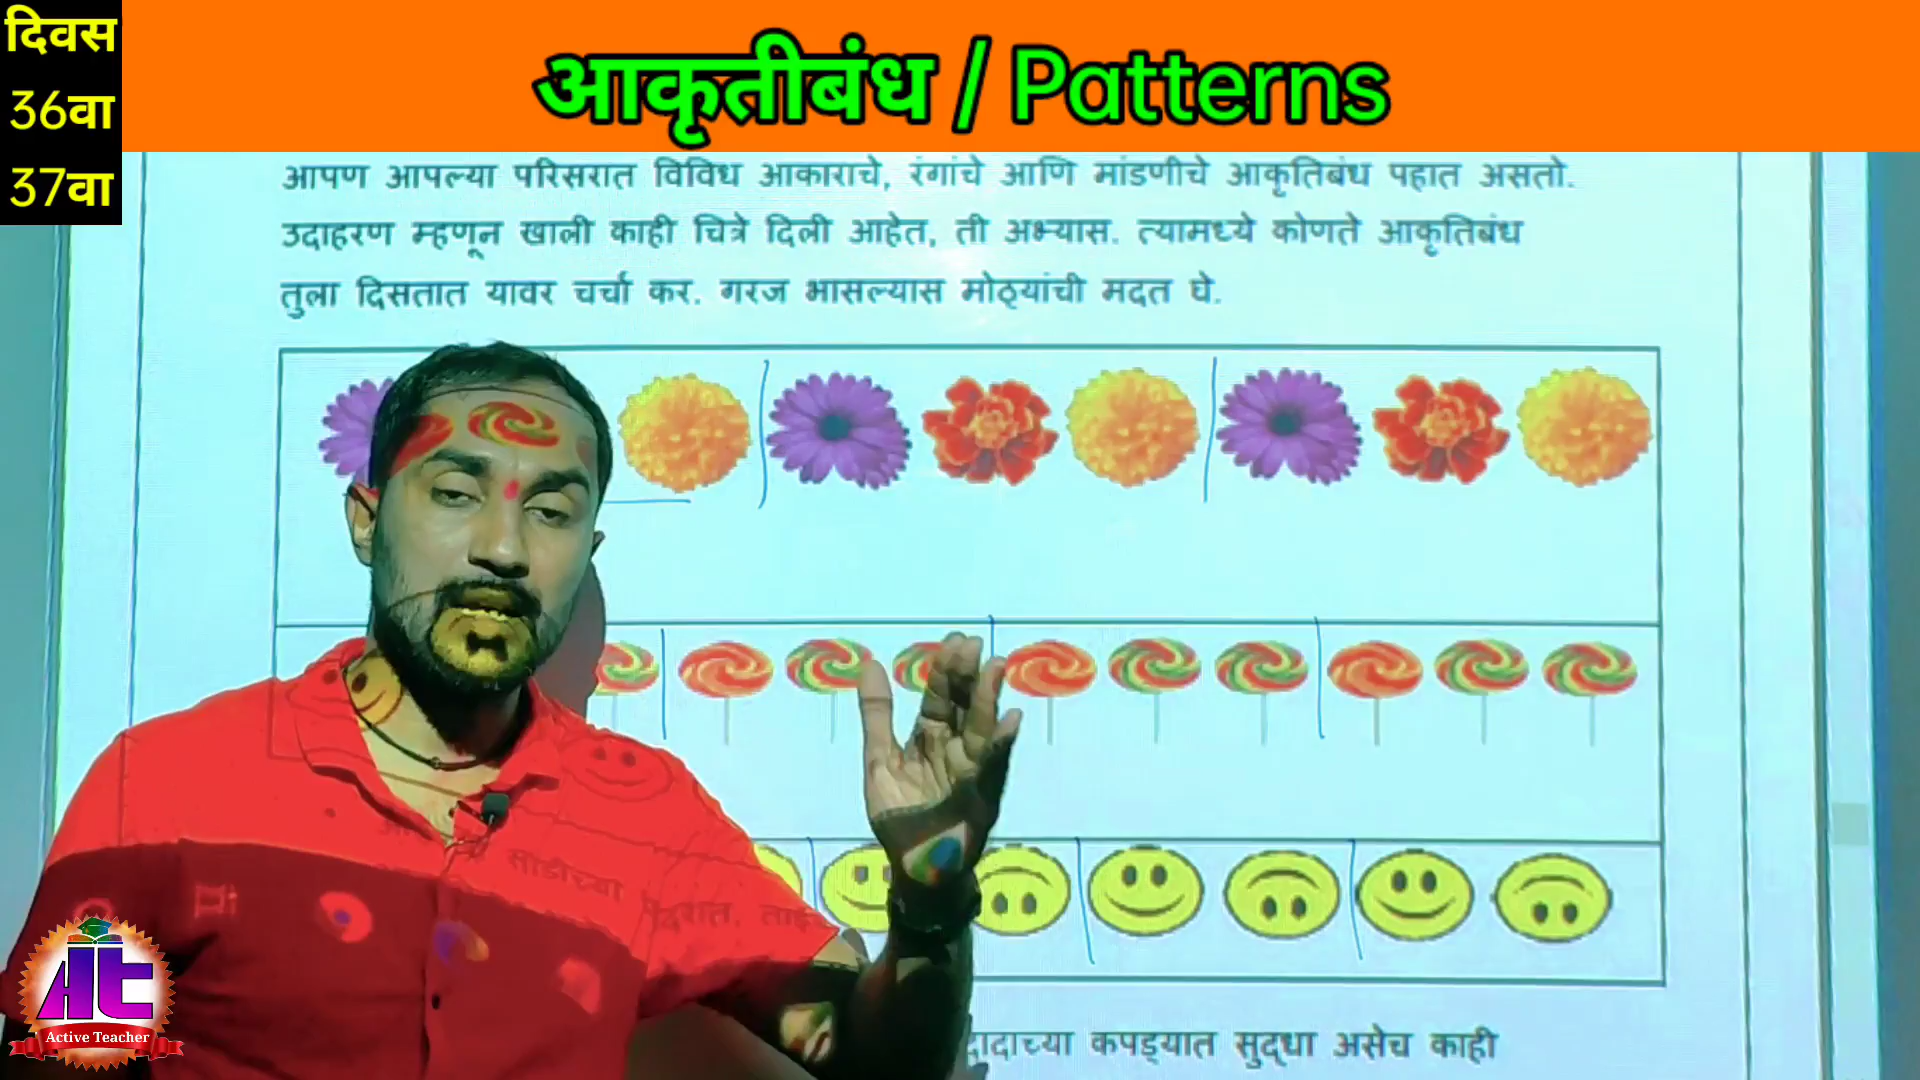 दिवस
36वा
37वा
आकृतीबंध / Patterns
आपण आपल्या परिसरात विविध आकाराचे, रंगांचे आणि मांडणीचे आकृतिबंध पहात असतो.
उदाहरण म्हणून खाली काही चित्रे दिली आहेत, ती अभ्यास. त्यामध्ये कोणते आकृतिबंध
तुला दिसतात यावर चर्चा कर. गरज भासल्यास मोठ्यांची मदत घे.
साडीच्या
दादाच्या कपड्यात सुद्धा असेच काही
At
Active Teacher